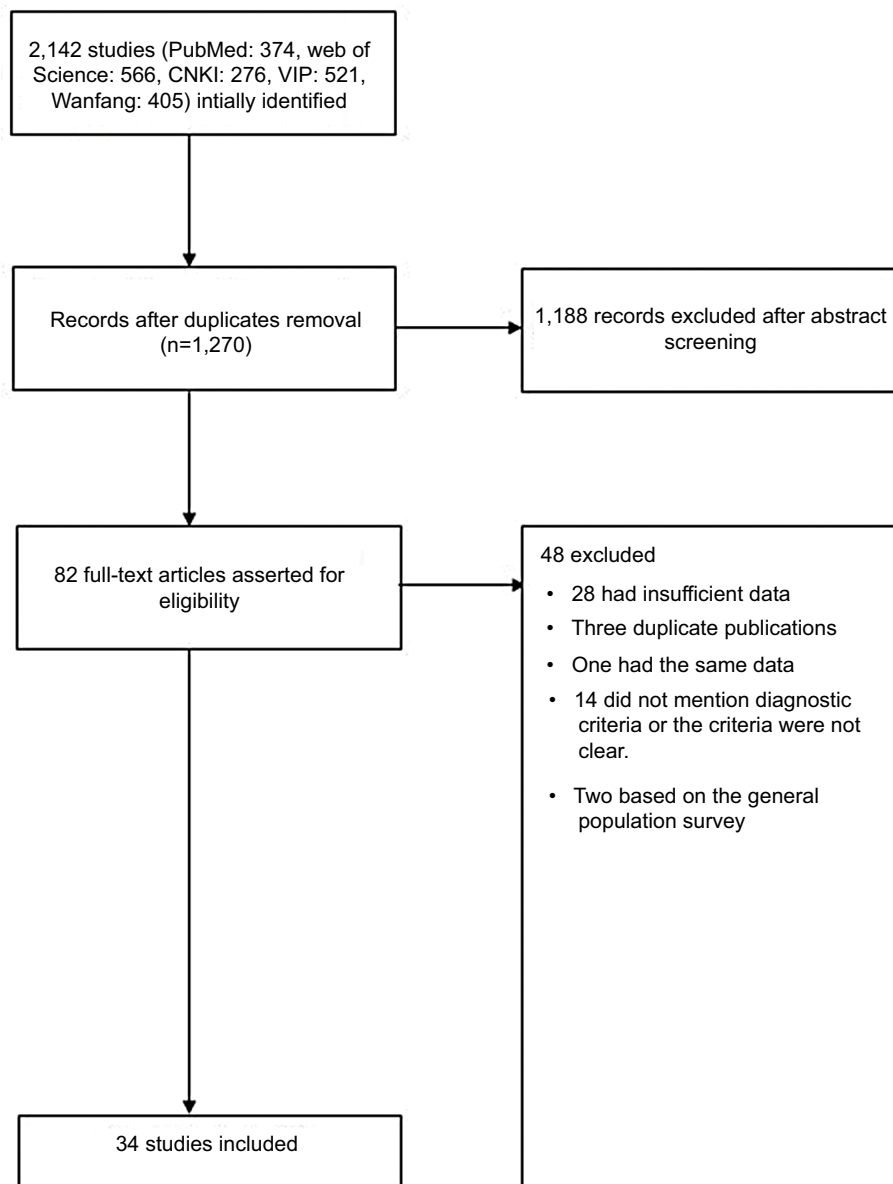 2,142 studies (PubMed: 374, web of
Science: 566, CNKI: 276, VIP: 521,
Wanfang: 405) intially identified
Records after duplicates removal
(n=1,270)
1,188 records excluded after abstract
screening
82 full-text articles asserted for
eligibility
48 excluded
• 28 had insufficient data
• Three duplicate publications
• One had the same data
• 14 did not mention diagnostic
criteria or the criteria were not
clear.
• Two based on the general
population survey
34 studies included